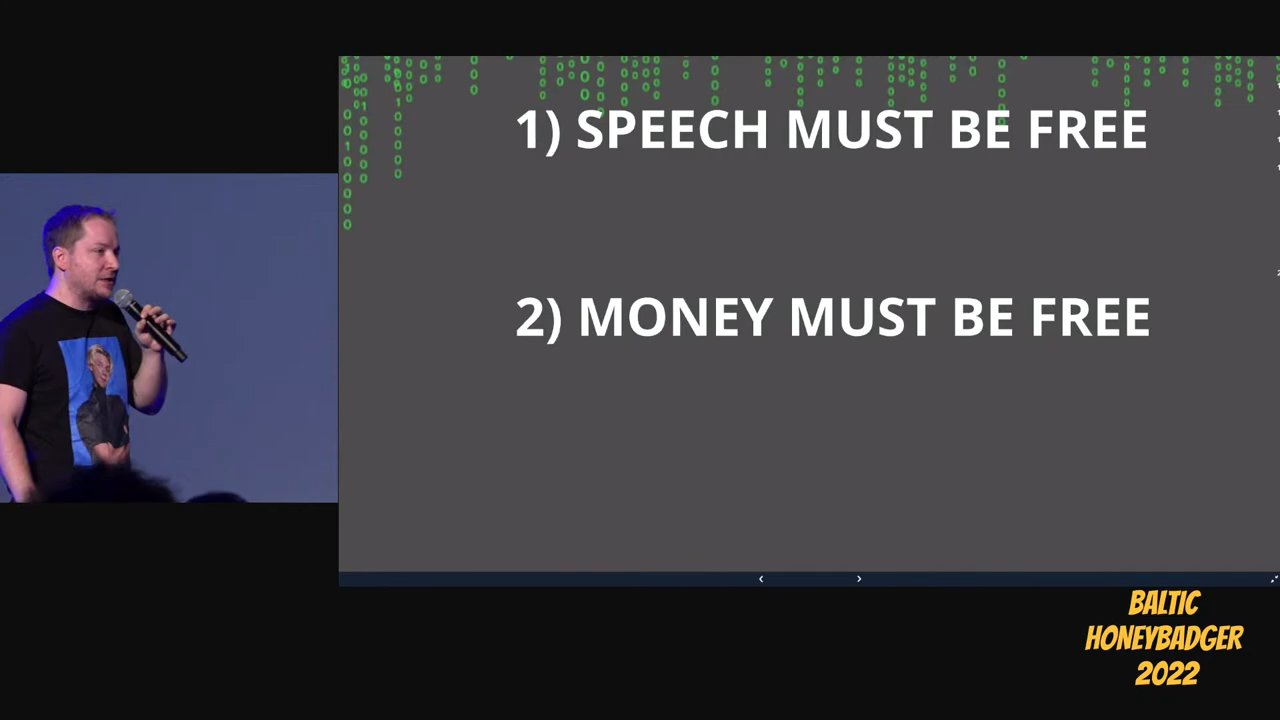 1) SPEECH MUST BE FREE
2) MONEY MUST BE FREE
BALTIC
HONEYBADGER
2022